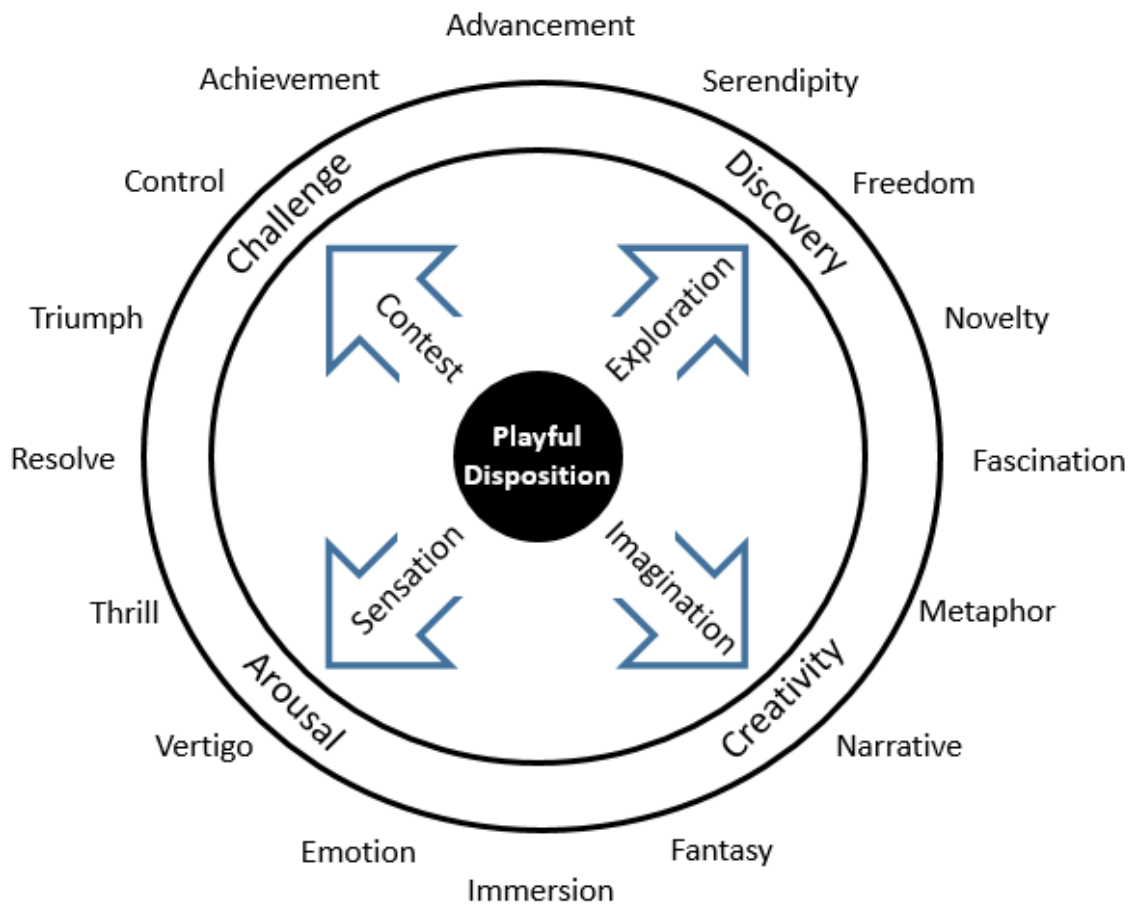 Advancement
Achievement
Serendipity
Control
Challenge
Discovery
Freedom
Triumph
Contest
Exploration
Novelty
Resolve
Playful
Disposition
Fascination
Thrill
Sensation
Imagination
Metaphor
Arousal
Creativity
Vertigo
Narrative
Emotion
Fantasy
Immersion